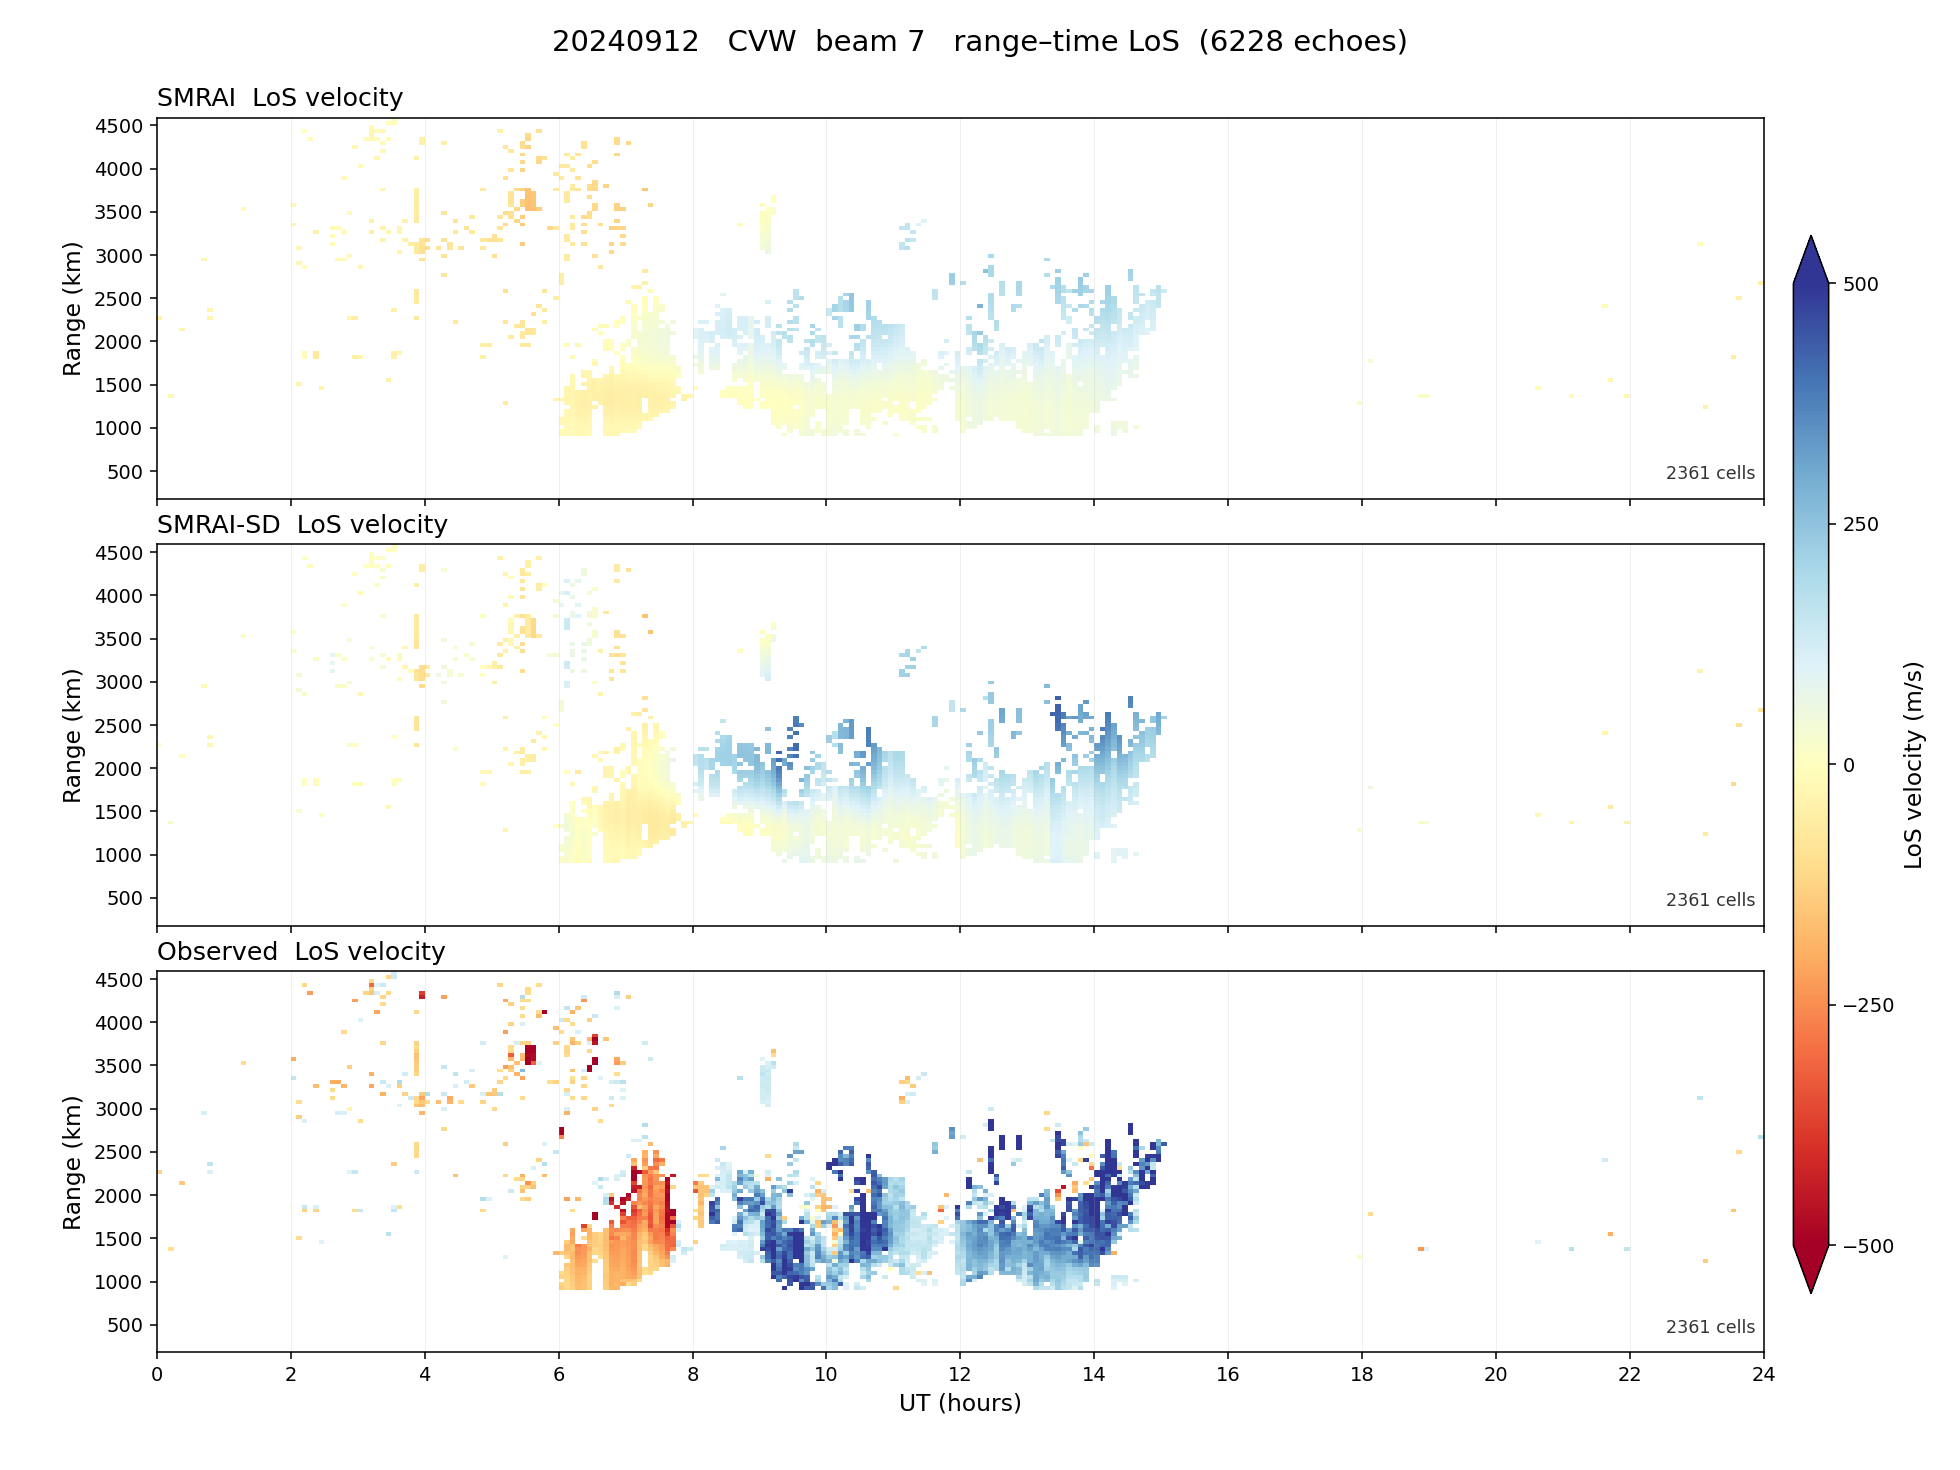 20240912   CVW  beam 7   range–time LoS  (6228 echoes)
SMRAI  LoS velocity
4500
4000
3500
3000
2500
2000
1500
1000
500
Range (km)
2361 cells
SMRAI-SD  LoS velocity
4500
4000
3500
3000
2500
2000
1500
1000
500
Range (km)
2361 cells
Observed  LoS velocity
4500
4000
3500
3000
2500
2000
1500
1000
500
Range (km)
2361 cells
0 2 4 6 8 10 12 14 16 18 20 22 24
UT (hours)
500
250
0
−250
−500
LoS velocity (m/s)